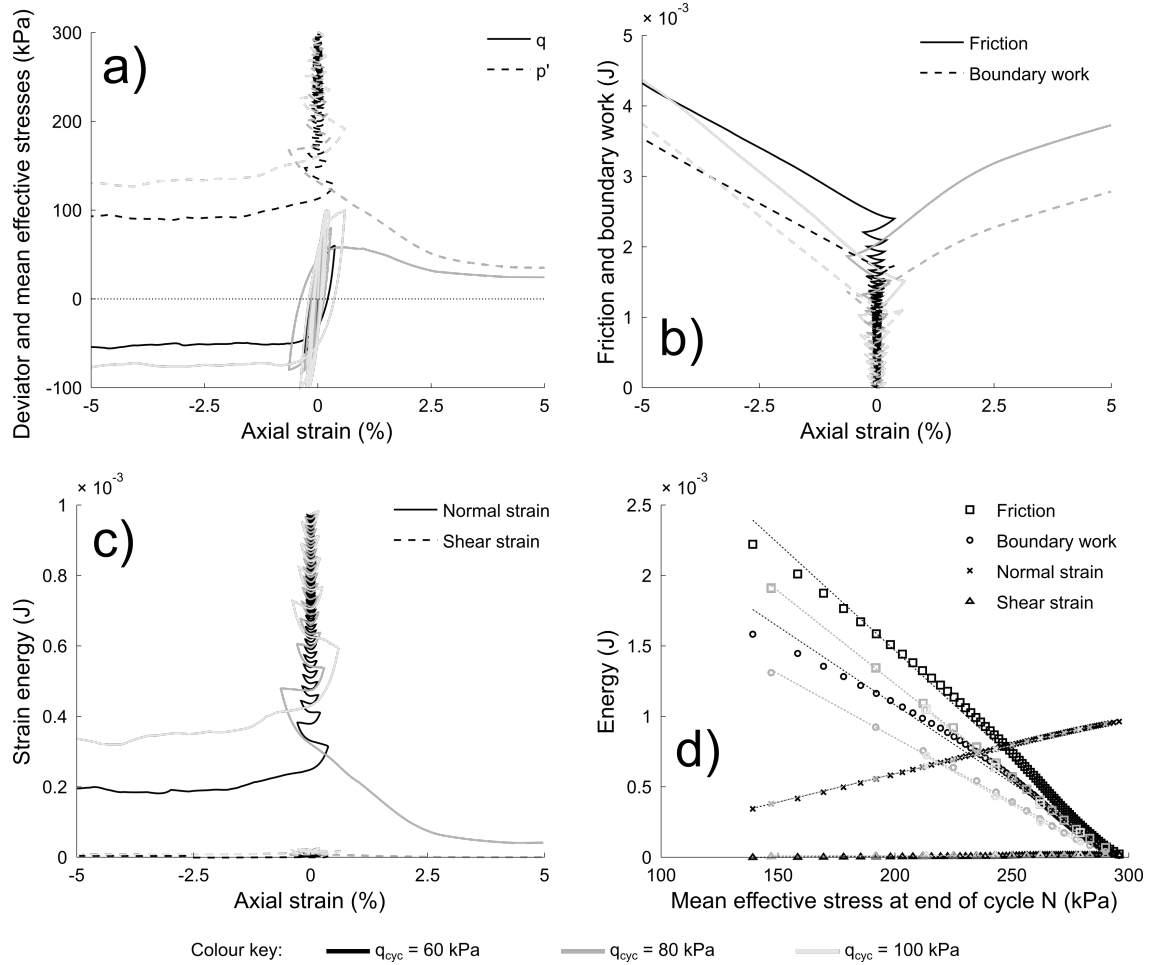 a)
Deviator and mean effective stresses (kPa)
300
200
100
0
-100
-5
-2.5
0
2.5
5
Axial strain (%)
q
p'
b)
× 10-3
Friction and boundary work (J)
5
4
3
2
1
0
-5
-2.5
0
2.5
5
Axial strain (%)
Friction
Boundary work
c)
× 10-3
Strain energy (J)
1
0.8
0.6
0.4
0.2
0
-5
-2.5
0
2.5
5
Axial strain (%)
Normal strain
Shear strain
d)
× 10-3
Energy (J)
2.5
2
1.5
1
0.5
0
100
150
200
250
300
Mean effective stress at end of cycle N (kPa)
Friction
Boundary work
Normal strain
Shear strain
Colour key:
qcyc = 60 kPa
qcyc = 80 kPa
qcyc = 100 kPa